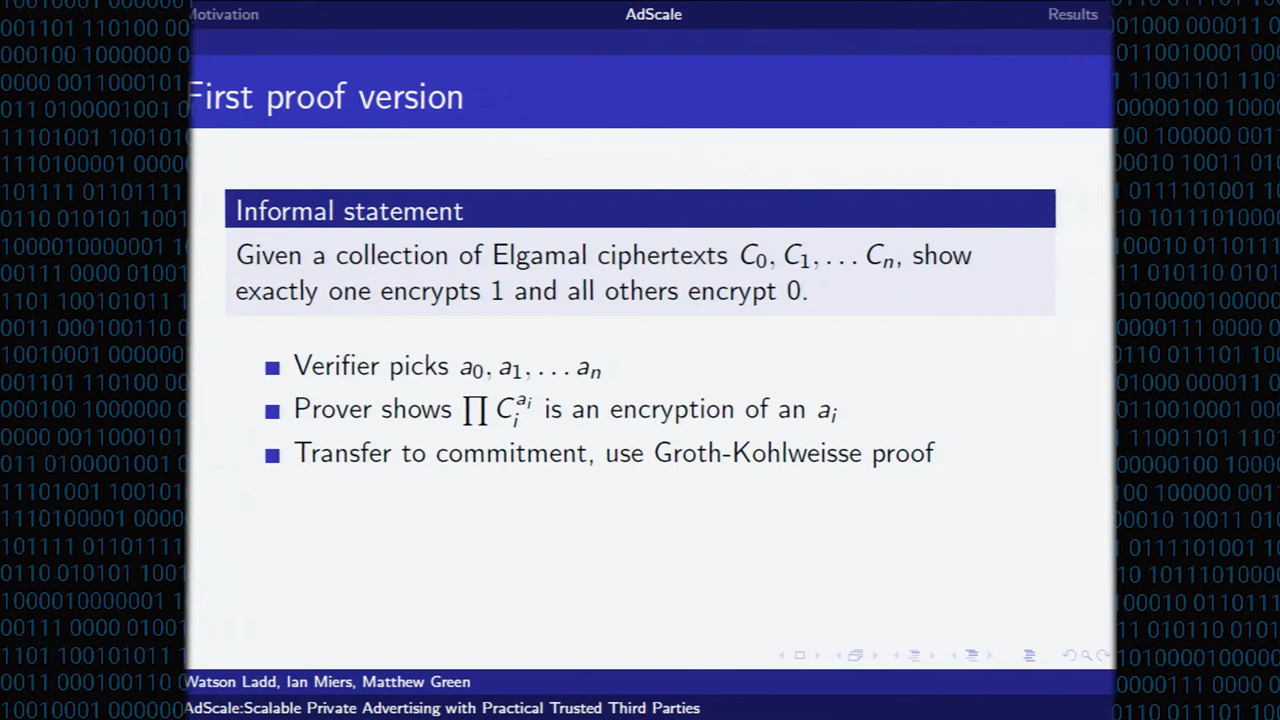 Motivation AdScale Results
First proof version
Informal statement
Given a collection of Elgamal ciphertexts C₀, C₁, . . . Cₙ, show
exactly one encrypts 1 and all others encrypt 0.
Verifier picks a₀, a₁, . . . aₙ
Prover shows ∏ Cᵢ^{aᵢ} is an encryption of an aᵢ
Transfer to commitment, use Groth-Kohlweisse proof
Watson Ladd, Ian Miers, Matthew Green
AdScale:Scalable Private Advertising with Practical Trusted Third Parties